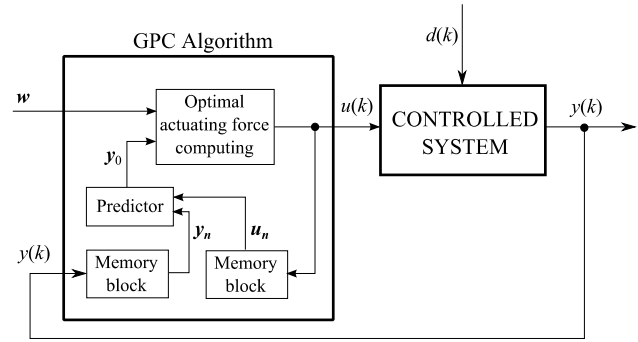 GPC Algorithm
d(k)
w
Optimal
actuating force
computing
u(k)
CONTROLLED
SYSTEM
y(k)
y₀
Predictor
yₙ
uₙ
y(k)
Memory
block
Memory
block